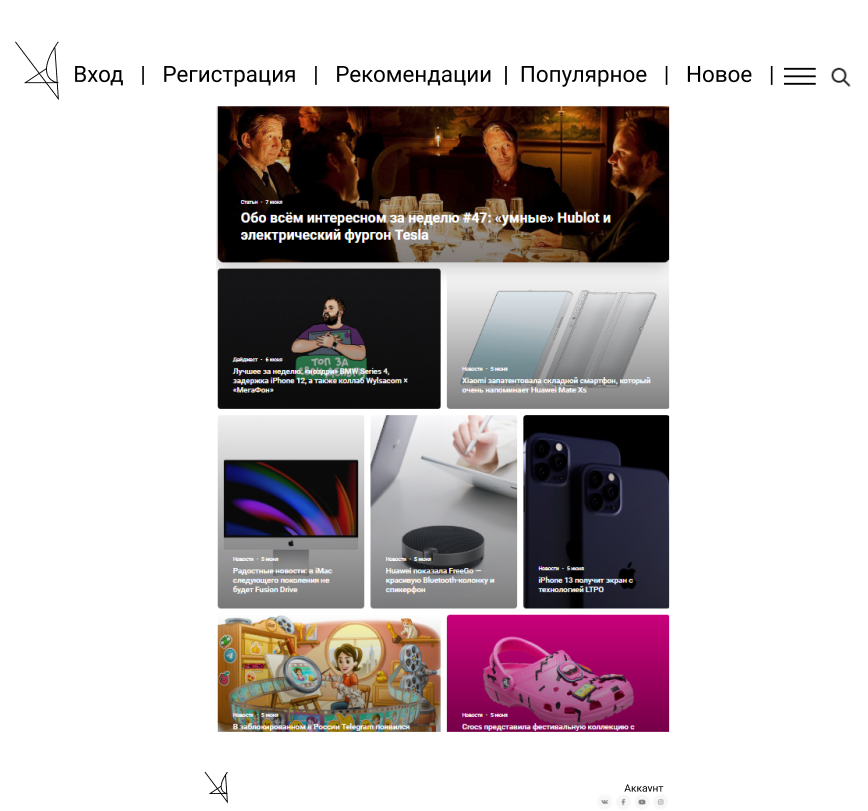 Вход | Регистрация | Рекомендации | Популярное | Новое |
Статьи • 7 июня
Обо всём интересном за неделю #47: «умные» Hublot и
электрический фургон Tesla
ТОП ЗА
Дайджест • 6 июня
Лучшее за неделю: «ноздри» BMW Series 4,
задержка iPhone 12, а также коллаб Wylsacom ×
«МегаФон»
Новости • 5 июня
Xiaomi запатентовала складной смартфон, который
очень напоминает Huawei Mate Xs
Новости • 5 июня
Радостные новости: в iMac
следующего поколения не
будет Fusion Drive
Новости • 5 июня
Huawei показала FreeGo —
красивую Bluetooth-колонку и
спикерфон
Новости • 5 июня
iPhone 13 получит экран с
технологией LTPO
Новости • 5 июня
В заблокированном в России Telegram появился
Новости • 5 июня
Crocs представила фестивальную коллекцию с
Аккаунт